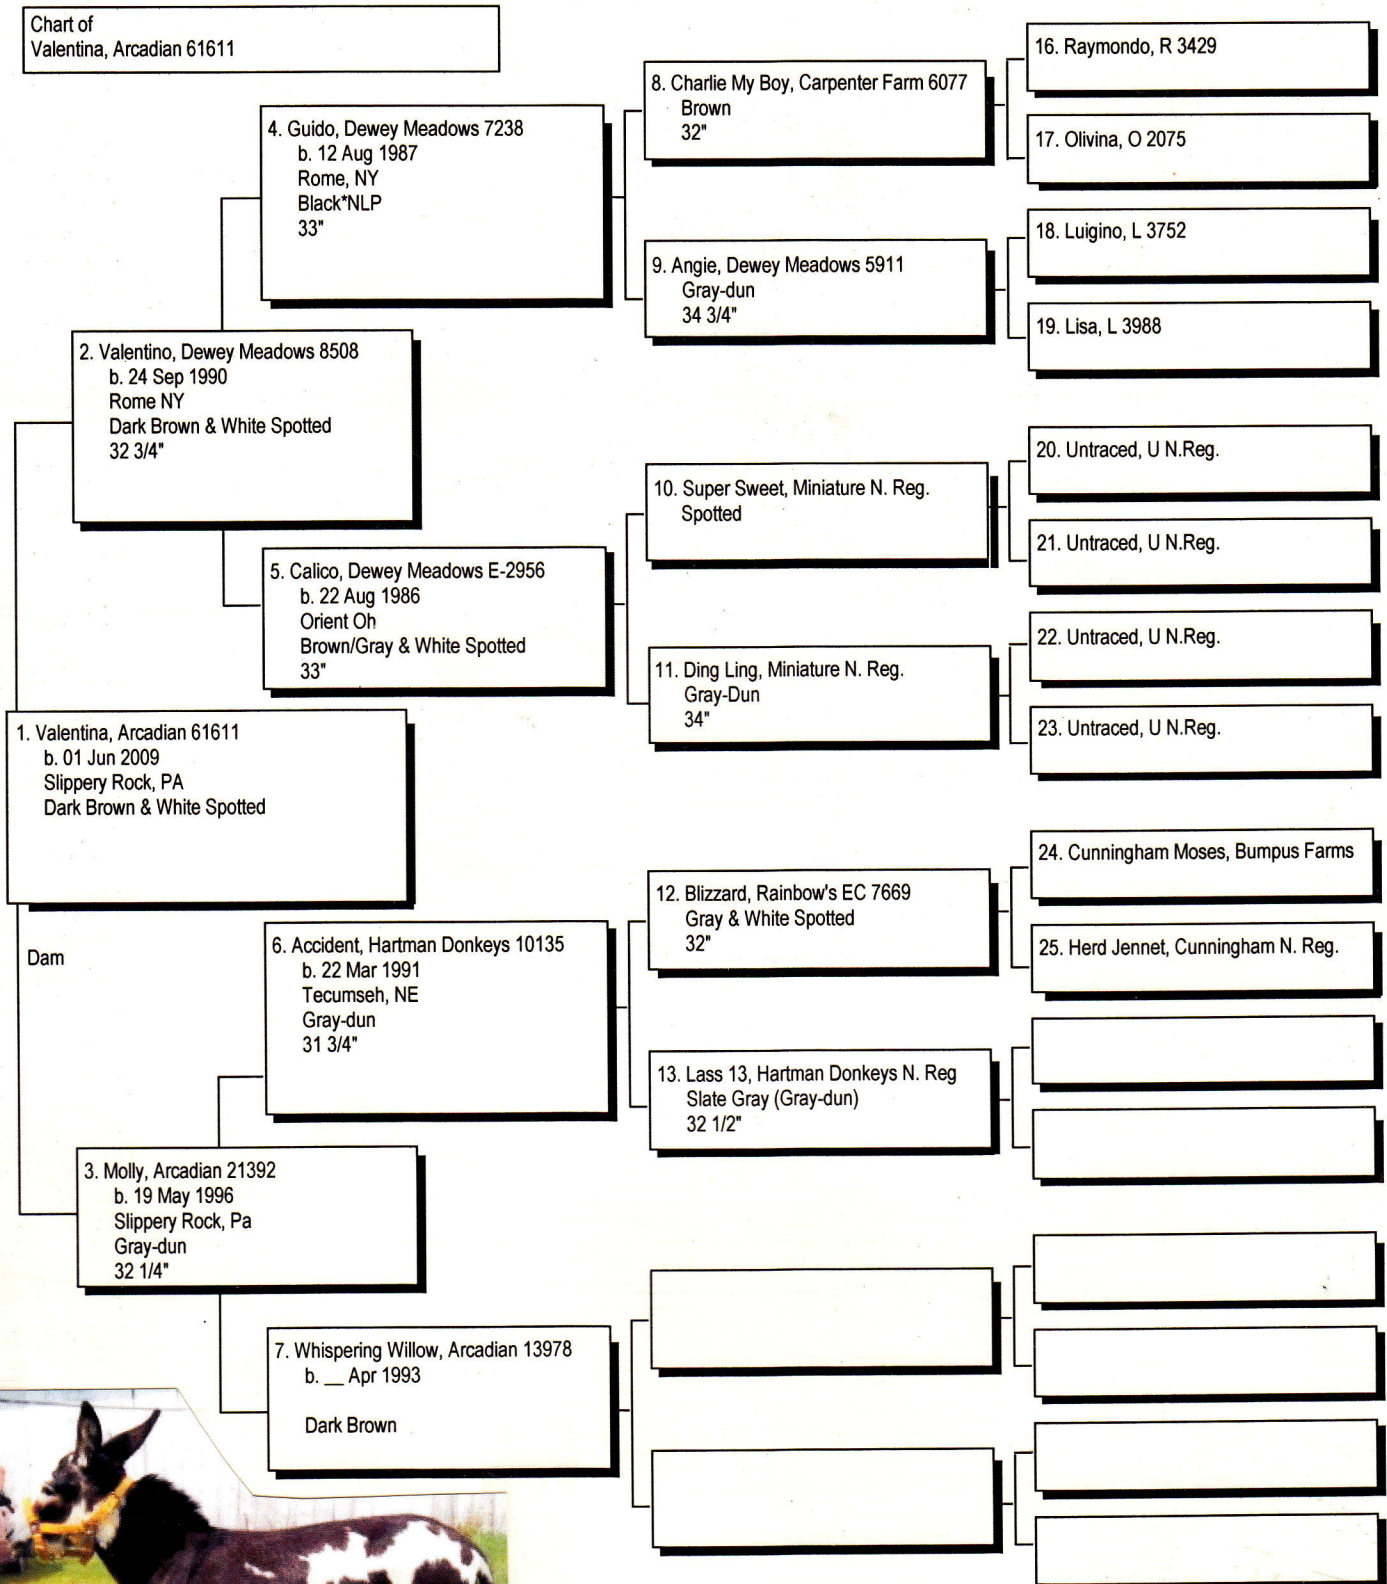 Chart of
Valentina, Arcadian 61611
16. Raymondo, R 3429
8. Charlie My Boy, Carpenter Farm 6077
Brown
32"
17. Olivina, O 2075
4. Guido, Dewey Meadows 7238
b. 12 Aug 1987
Rome, NY
Black*NLP
33"
18. Luigino, L 3752
9. Angie, Dewey Meadows 5911
Gray-dun
34 3/4"
19. Lisa, L 3988
2. Valentino, Dewey Meadows 8508
b. 24 Sep 1990
Rome NY
Dark Brown & White Spotted
32 3/4"
20. Untraced, U N.Reg.
10. Super Sweet, Miniature N. Reg.
Spotted
21. Untraced, U N.Reg.
5. Calico, Dewey Meadows E-2956
b. 22 Aug 1986
Orient Oh
Brown/Gray & White Spotted
33"
22. Untraced, U N.Reg.
11. Ding Ling, Miniature N. Reg.
Gray-Dun
34"
23. Untraced, U N.Reg.
1. Valentina, Arcadian 61611
b. 01 Jun 2009
Slippery Rock, PA
Dark Brown & White Spotted
24. Cunningham Moses, Bumpus Farms
12. Blizzard, Rainbow's EC 7669
Gray & White Spotted
32"
25. Herd Jennet, Cunningham N. Reg.
Dam
6. Accident, Hartman Donkeys 10135
b. 22 Mar 1991
Tecumseh, NE
Gray-dun
31 3/4"
13. Lass 13, Hartman Donkeys N. Reg
Slate Gray (Gray-dun)
32 1/2"
3. Molly, Arcadian 21392
b. 19 May 1996
Slippery Rock, Pa
Gray-dun
32 1/4"
7. Whispering Willow, Arcadian 13978
b. __ Apr 1993
Dark Brown